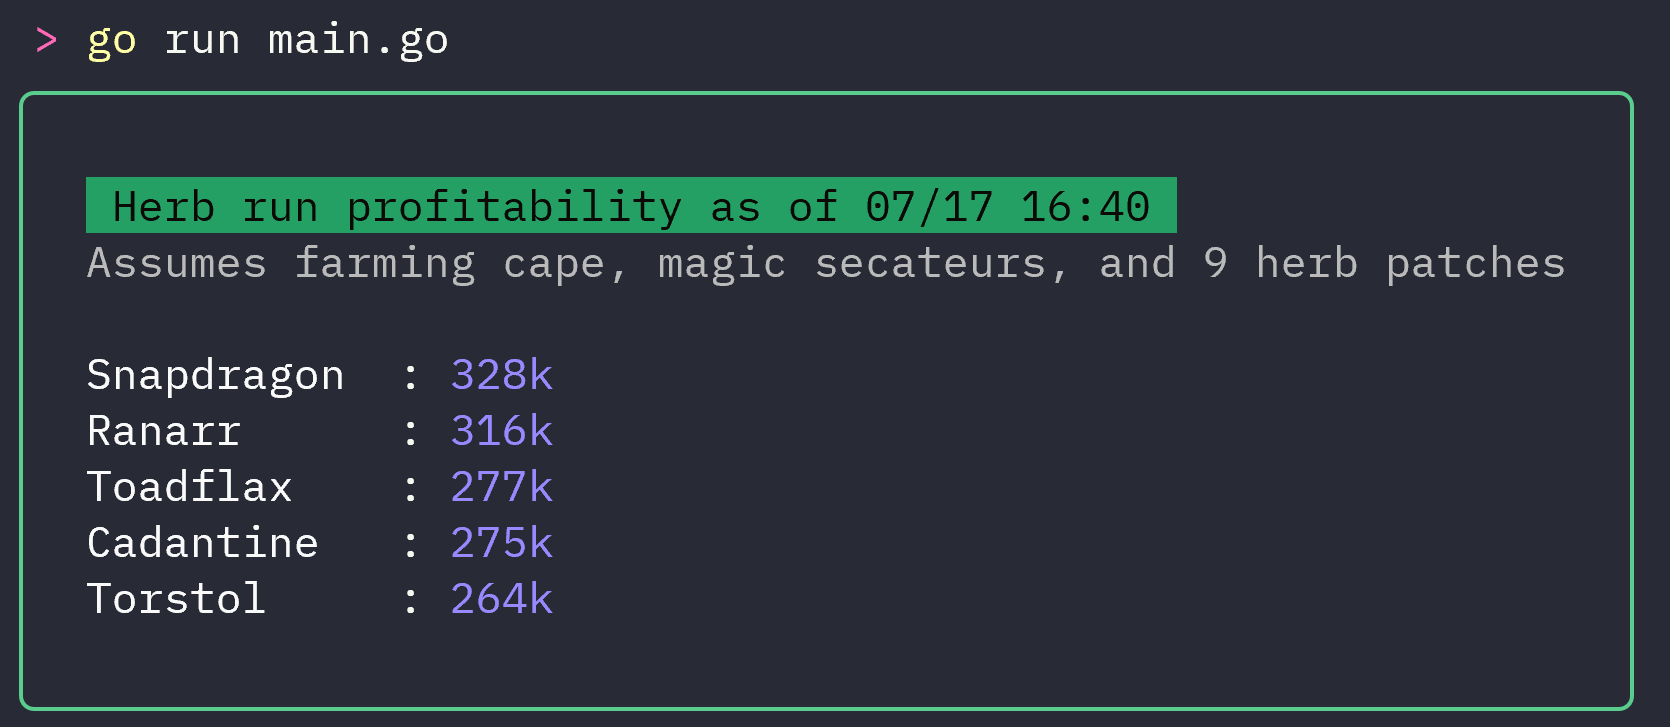 > go run main.go
Herb run profitability as of 07/17 16:40
Assumes farming cape, magic secateurs, and 9 herb patches
Snapdragon : 328k
Ranarr : 316k
Toadflax : 277k
Cadantine : 275k
Torstol : 264k